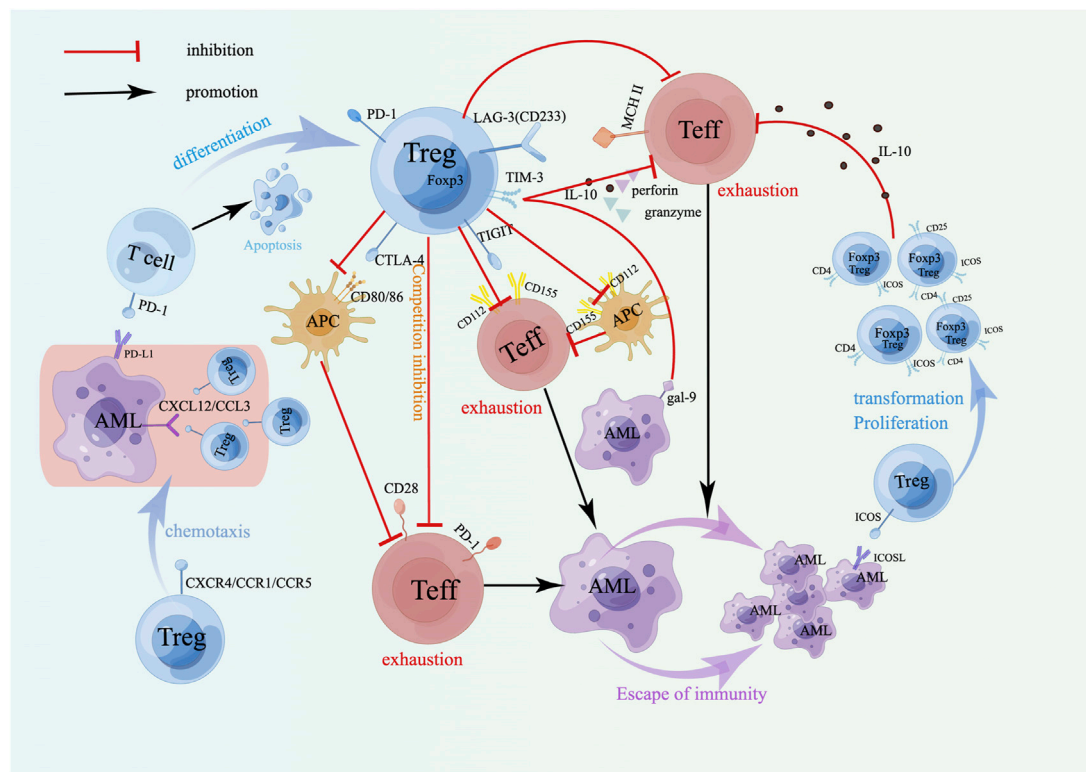 inhibition
promotion
differentiation
PD-1
LAG-3(CD233)
Treg
Foxp3
TIM-3
MCH II
Teff
exhaustion
IL-10
perforin
granzyme
IL-10
T cell
Apoptosis
PD-1
CTLA-4
TIGIT
CD80/86
APC
Competition inhibition
CD112
CD155
Teff
exhaustion
CD112
CD155
APC
gal-9
AML
CD25
Foxp3
Treg
CD4
ICOS
Foxp3
Treg
ICOS
CD4
CD25
Foxp3
Treg
CD4
ICOS
Foxp3
Treg
ICOS
CD4
transformation
Proliferation
PD-L1
AML
CXCL12/CCL3
Treg
Treg
Treg
chemotaxis
CXCR4/CCR1/CCR5
Treg
CD28
PD-1
Teff
exhaustion
AML
Escape of immunity
Treg
ICOS
ICOSL
AML
AML
AML
AML
AML